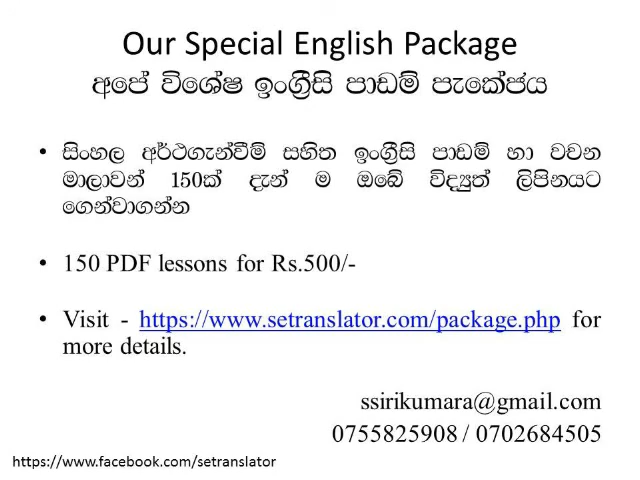 Our Special English Package
අපේ විශේෂ ඉංග්‍රීසි පාඩම් පැකේජය
• සිංහල අර්ථගැන්වීම් සහිත ඉංග්‍රීසි පාඩම් හා වචන
මාලාවන් 150ක් දැන් ම ඔබේ විද්‍යුත් ලිපිනයට
ගෙන්වාගන්න
• 150 PDF lessons for Rs.500/-
• Visit - https://www.setranslator.com/package.php for
more details.
ssirikumara@gmail.com
0755825908 / 0702684505
https://www.facebook.com/setranslator